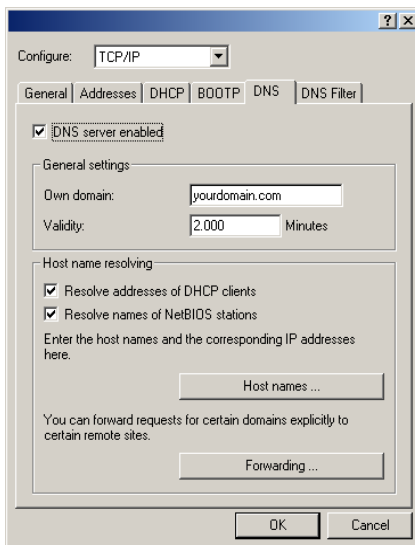 Configure: TCP/IP
General Addresses DHCP BOOTP DNS DNS Filter
DNS server enabled
General settings
Own domain: yourdomain.com
Validity: 2.000 Minutes
Host name resolving
Resolve addresses of DHCP clients
Resolve names of NetBIOS stations
Enter the host names and the corresponding IP addresses
here.
Host names ...
You can forward requests for certain domains explicitly to
certain remote sites.
Forwarding ...
OK Cancel